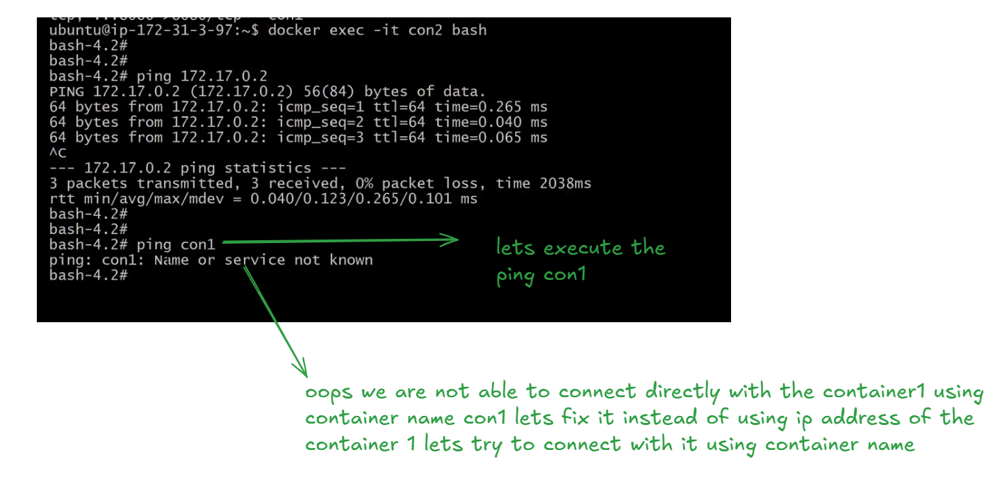 tcp, :::8080->8080/tcp   con1
ubuntu@ip-172-31-3-97:~$ docker exec -it con2 bash
bash-4.2#
bash-4.2#
bash-4.2# ping 172.17.0.2
PING 172.17.0.2 (172.17.0.2) 56(84) bytes of data.
64 bytes from 172.17.0.2: icmp_seq=1 ttl=64 time=0.265 ms
64 bytes from 172.17.0.2: icmp_seq=2 ttl=64 time=0.040 ms
64 bytes from 172.17.0.2: icmp_seq=3 ttl=64 time=0.065 ms
^C
--- 172.17.0.2 ping statistics ---
3 packets transmitted, 3 received, 0% packet loss, time 2038ms
rtt min/avg/max/mdev = 0.040/0.123/0.265/0.101 ms
bash-4.2#
bash-4.2#
bash-4.2# ping con1
ping: con1: Name or service not known
bash-4.2#
lets execute the
ping con1
oops we are not able to connect directly with the container1 using
container name con1 lets fix it instead of using ip address of the
container 1 lets try to connect with it using container name